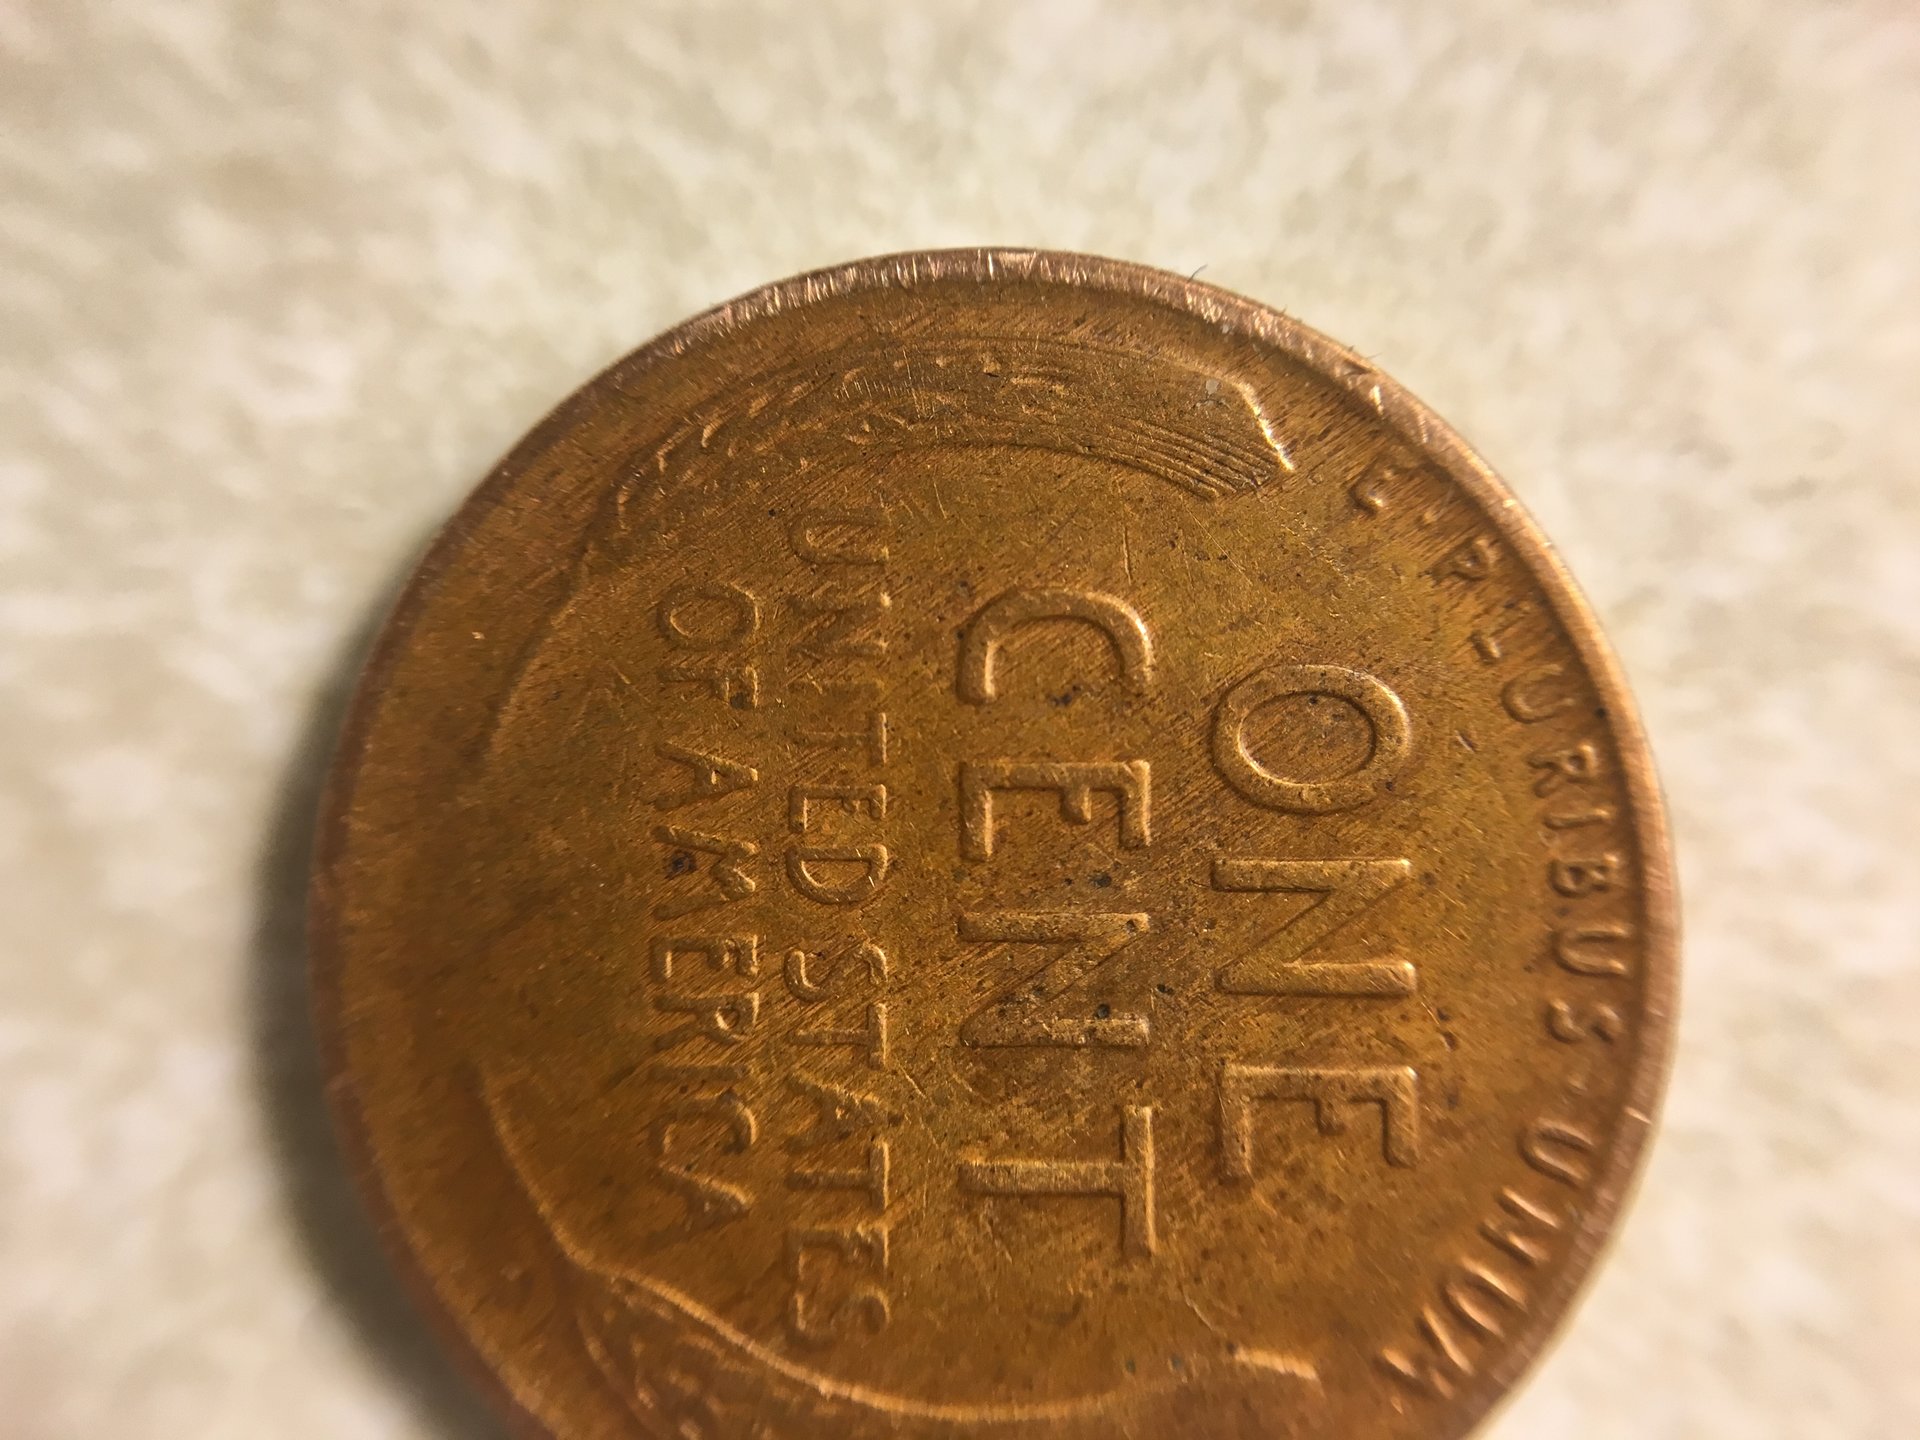 E·PLURIBUS·UNUM
ONE
CENT
UNITED STATES
OF AMERICA